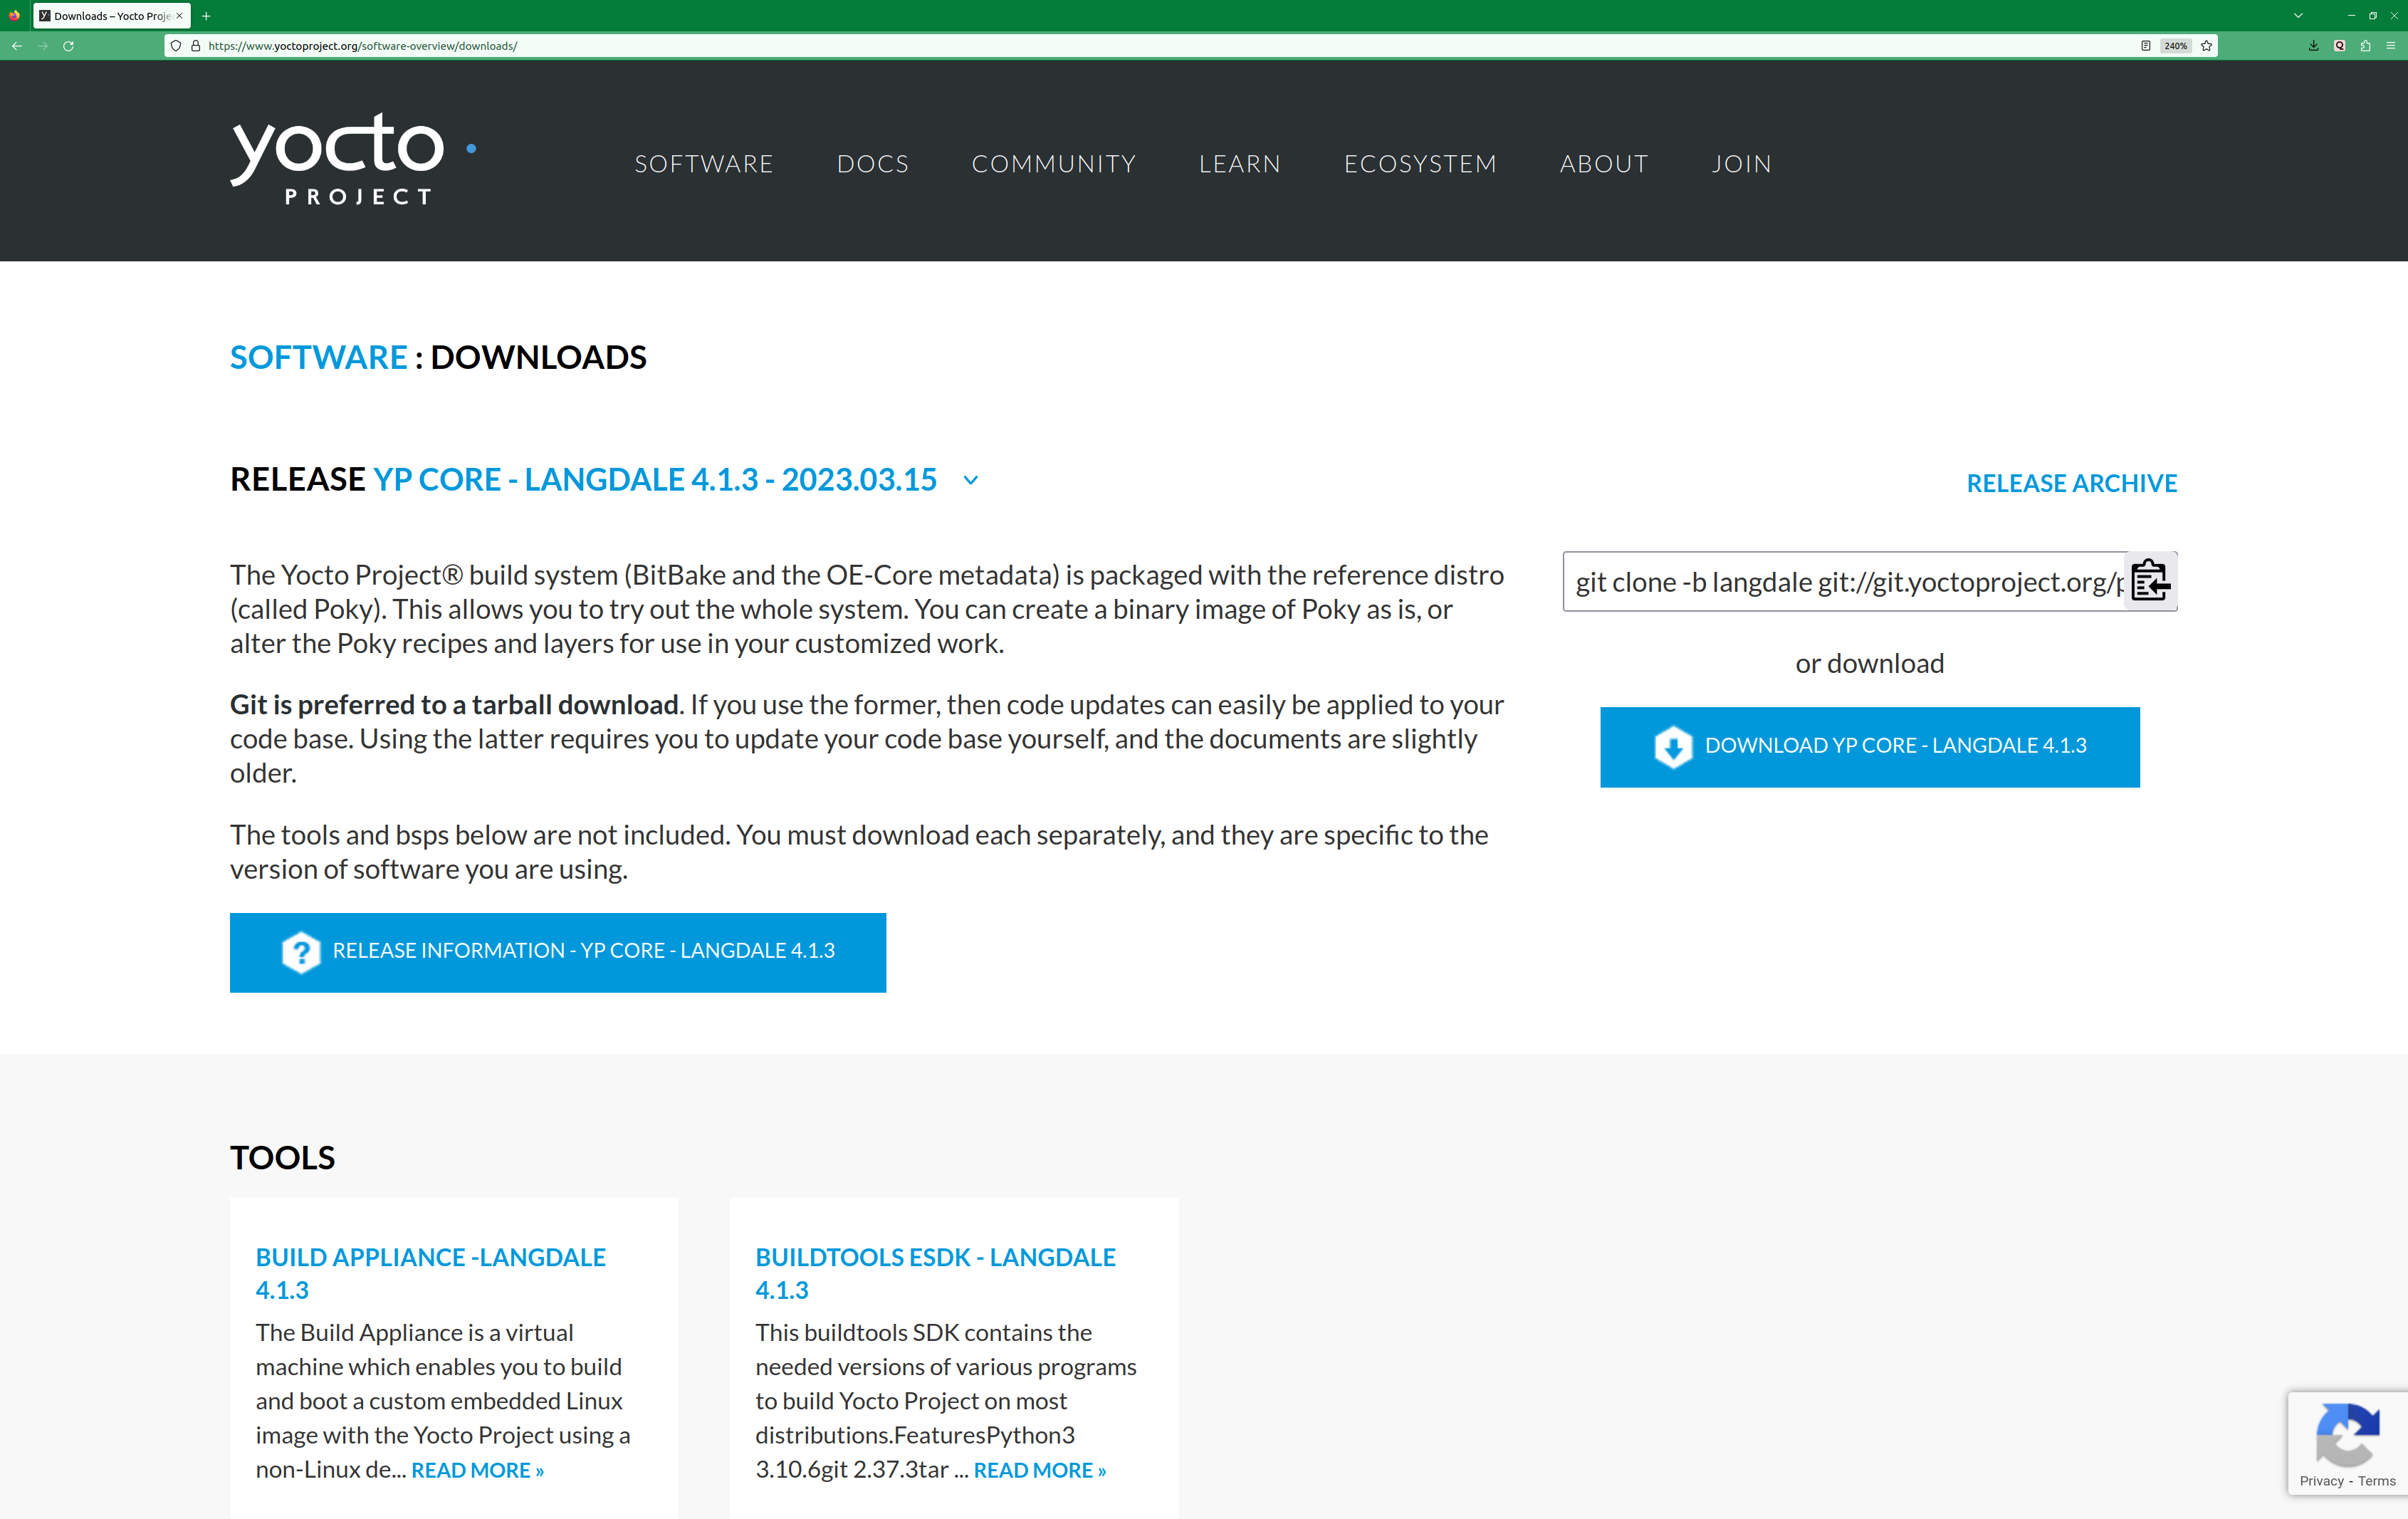 Downloads – Yocto Proje
https://www.yoctoproject.org/software-overview/downloads/
240%
yocto
PROJECT
SOFTWARE DOCS COMMUNITY LEARN ECOSYSTEM ABOUT JOIN
SOFTWARE : DOWNLOADS
RELEASE YP CORE - LANGDALE 4.1.3 - 2023.03.15
RELEASE ARCHIVE
The Yocto Project® build system (BitBake and the OE-Core metadata) is packaged with the reference distro
(called Poky). This allows you to try out the whole system. You can create a binary image of Poky as is, or
alter the Poky recipes and layers for use in your customized work.
Git is preferred to a tarball download. If you use the former, then code updates can easily be applied to your
code base. Using the latter requires you to update your code base yourself, and the documents are slightly
older.
The tools and bsps below are not included. You must download each separately, and they are specific to the
version of software you are using.
RELEASE INFORMATION - YP CORE - LANGDALE 4.1.3
git clone -b langdale git://git.yoctoproject.org/p
or download
DOWNLOAD YP CORE - LANGDALE 4.1.3
TOOLS
BUILD APPLIANCE -LANGDALE
4.1.3
The Build Appliance is a virtual
machine which enables you to build
and boot a custom embedded Linux
image with the Yocto Project using a
non-Linux de... READ MORE »
BUILDTOOLS ESDK - LANGDALE
4.1.3
This buildtools SDK contains the
needed versions of various programs
to build Yocto Project on most
distributions.FeaturesPython3
3.10.6git 2.37.3tar ... READ MORE »
Privacy - Terms